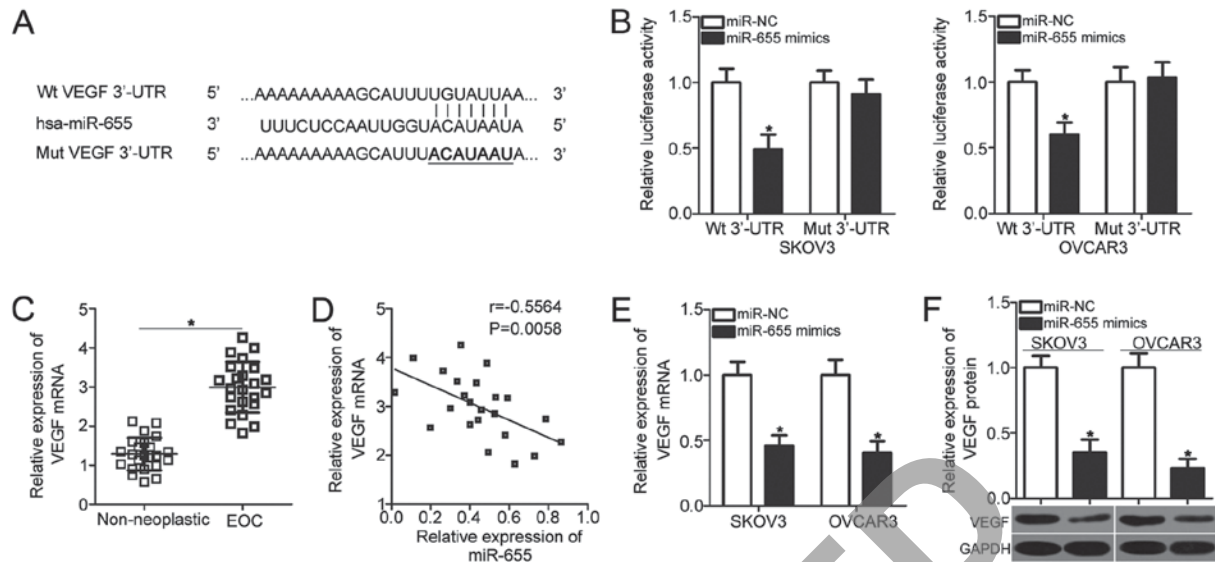 A
Wt VEGF 3'-UTR 5' ...AAAAAAAAAGCAUUUUGUAUUAA... 3'
hsa-miR-655 3' UUUCUCCAAUUGGUACAUAAUA 5'
Mut VEGF 3'-UTR 5' ...AAAAAAAAAGCAUUUACAUAAUA... 3'
B
miR-NC
miR-655 mimics
Relative luciferase activity
1.5
1.0
0.5
0.0
*
Wt 3'-UTR Mut 3'-UTR
SKOV3
miR-NC
miR-655 mimics
Relative luciferase activity
1.5
1.0
0.5
0.0
*
Wt 3'-UTR Mut 3'-UTR
OVCAR3
C
Relative expression of
VEGF mRNA
5
4
3
2
1
0
*
Non-neoplastic EOC
D
r=-0.5564
P=0.0058
Relative expression of
VEGF mRNA
5
4
3
2
1
0.0 0.2 0.4 0.6 0.8 1.0
Relative expression of
miR-655
E
miR-NC
miR-655 mimics
Relative expression of
VEGF mRNA
1.5
1.0
0.5
0.0
* *
SKOV3 OVCAR3
F
miR-NC
miR-655 mimics
SKOV3 OVCAR3
Relative expression of
VEGF protein
1.5
1.0
0.5
0.0
* *
VEGF
GAPDH